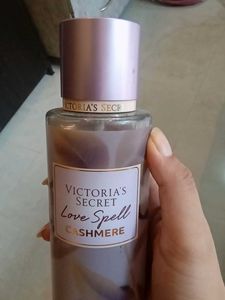 VICTORIA'S SECR
VICTORIA'S
SECRET
Love Spell
CASHMERE